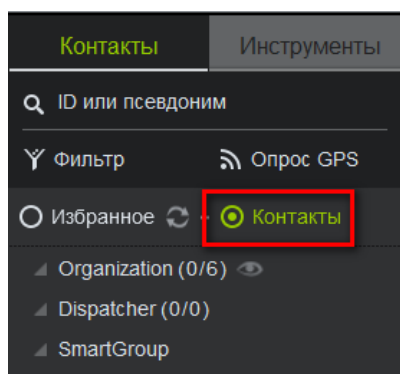 Контакты Инструменты
ID или псевдоним
Фильтр Опрос GPS
Избранное Контакты
Organization (0/6)
Dispatcher (0/0)
SmartGroup